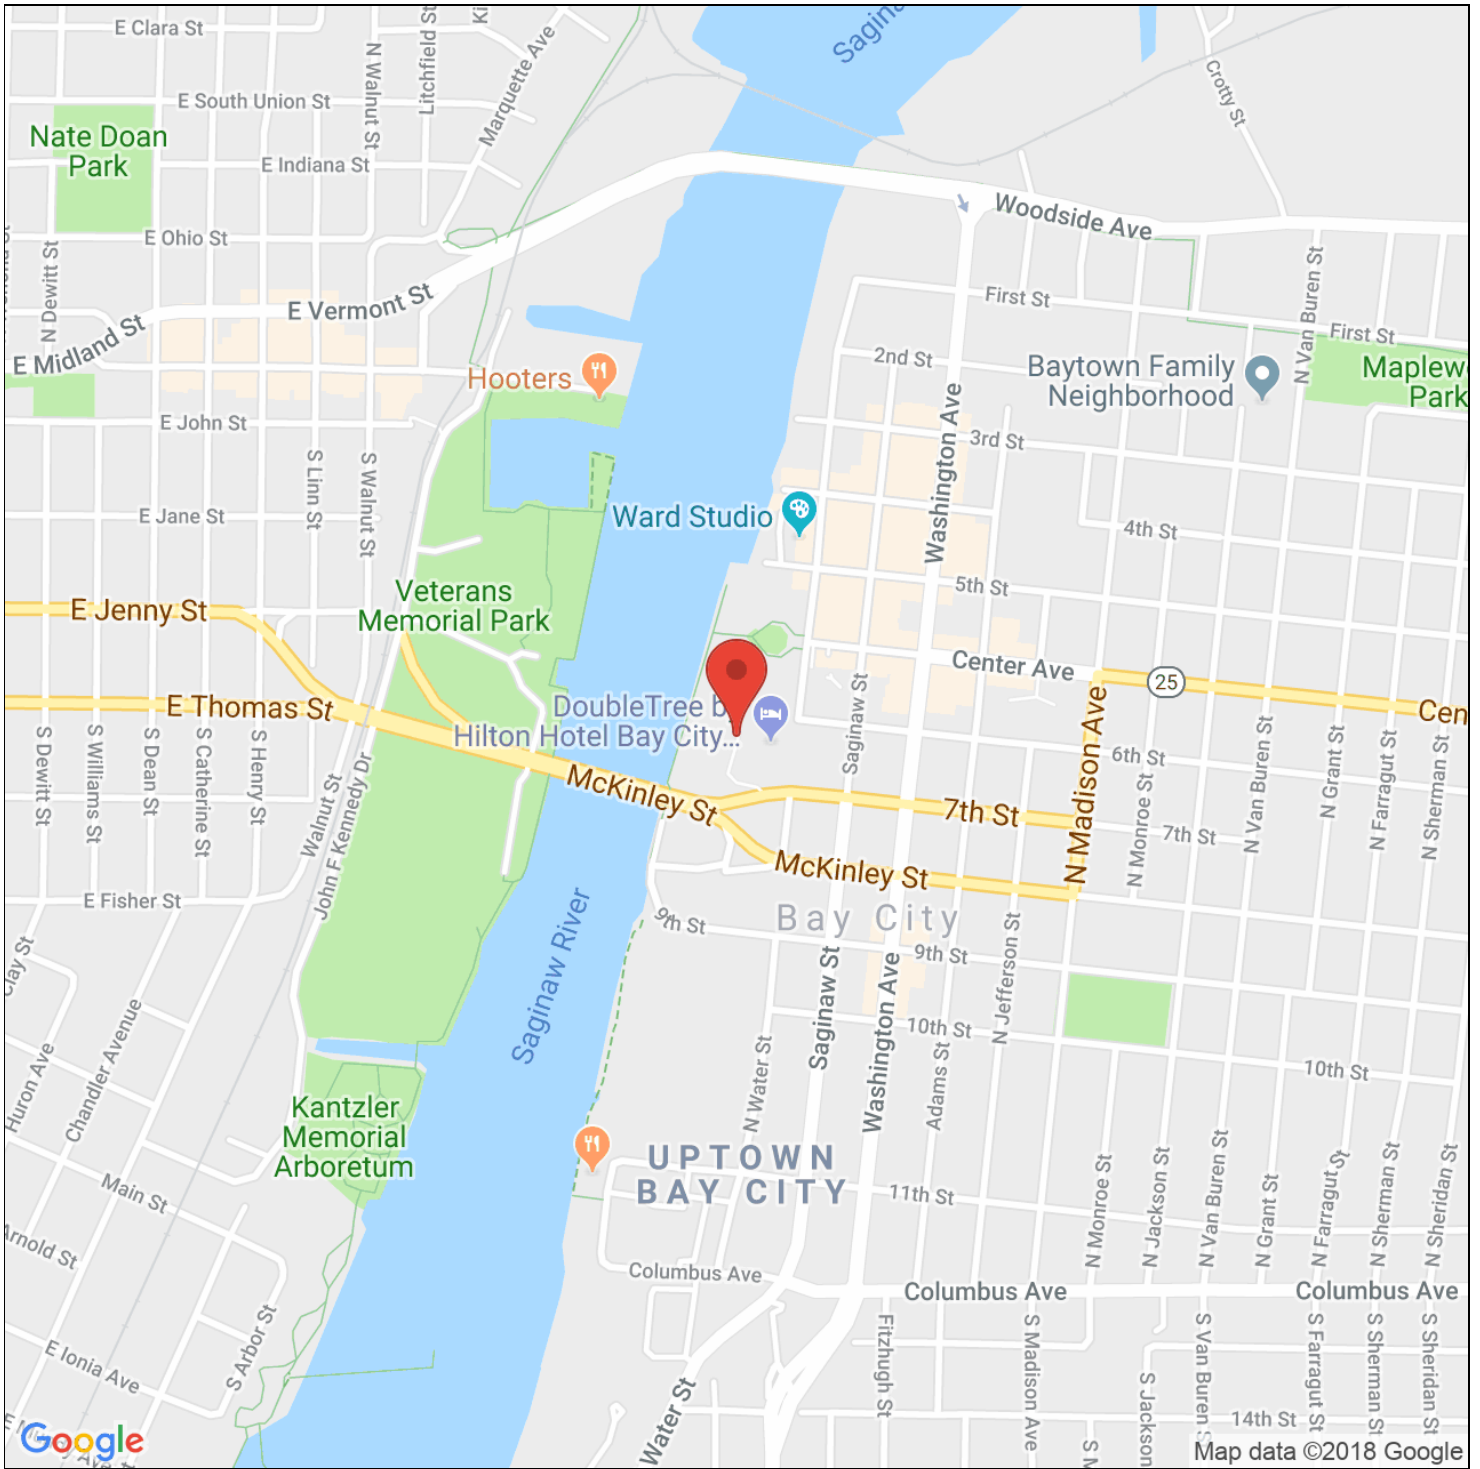 E Clara St
N Walnut St
Litchfield St
Marquette Ave
Saginaw
Crotty St
E South Union St
Nate Doan
Park
E Indiana St
E Ohio St
Woodside Ave
N Dewitt St
E Vermont St
E Midland St
First St
First St
N Van Buren St
2nd St
Hooters
Baytown Family
Neighborhood
Maplew
Park
E John St
Washington Ave
3rd St
S Linn St
S Walnut St
E Jane St
Ward Studio
4th St
5th St
Veterans
Memorial Park
E Jenny St
Center Ave
25
Cen
E Thomas St
DoubleTree by
Hilton Hotel Bay City...
Saginaw St
N Madison Ave
6th St
S Dewitt St
S Williams St
S Dean St
S Catherine St
S Henry St
Walnut St
John F Kennedy Dr
McKinley St
7th St
7th St
N Monroe St
N Van Buren St
N Grant St
N Farragut St
N Sherman St
McKinley St
E Fisher St
Bay City
9th St
9th St
Clay St
Saginaw River
Saginaw St
Washington Ave
N Jefferson St
Huron Ave
Chandler Avenue
10th St
10th St
N Water St
Adams St
Kantzler
Memorial
Arboretum
UPTOWN
BAY CITY
11th St
Main St
Arnold St
N Monroe St
N Jackson St
N Van Buren St
N Grant St
N Farragut St
N Sherman St
N Sheridan St
Columbus Ave
Columbus Ave
Columbus Ave
E Ionia Ave
S Arbor St
Water St
Fitzhugh St
S Madison Ave
S Jackson
S Van Buren S
S Farragut St
S Sherman St
S Sheridan St
14th St
S M
Google
Map data ©2018 Google